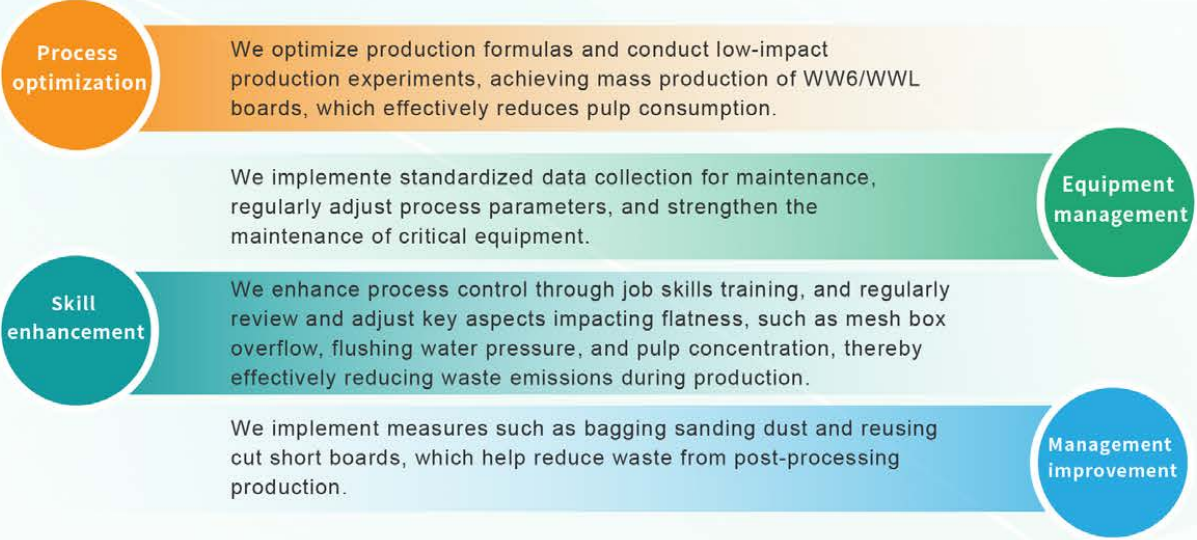 Process
optimization
We optimize production formulas and conduct low-impact
production experiments, achieving mass production of WW6/WWL
boards, which effectively reduces pulp consumption.
We implemente standardized data collection for maintenance,
regularly adjust process parameters, and strengthen the
maintenance of critical equipment.
Equipment
management
Skill
enhancement
We enhance process control through job skills training, and regularly
review and adjust key aspects impacting flatness, such as mesh box
overflow, flushing water pressure, and pulp concentration, thereby
effectively reducing waste emissions during production.
We implement measures such as bagging sanding dust and reusing
cut short boards, which help reduce waste from post-processing
production.
Management
improvement